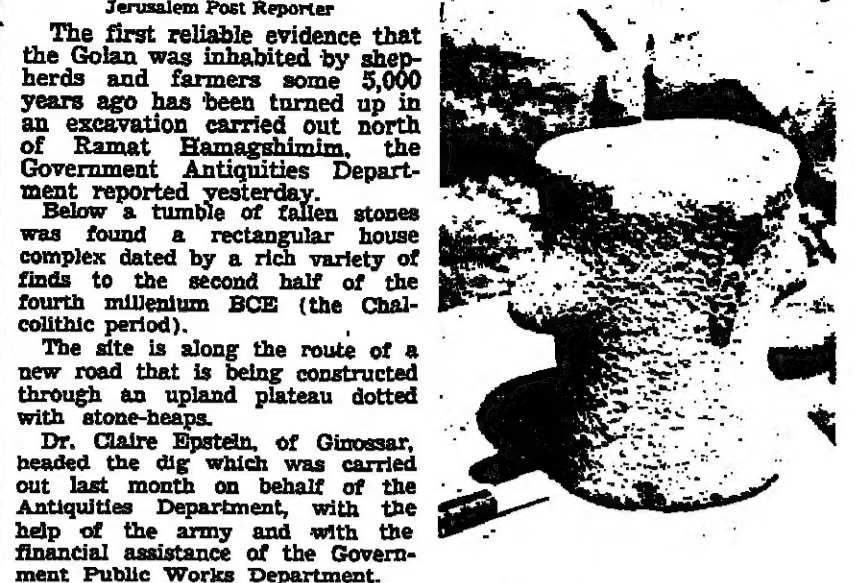 Jerusalem Post Reporter
The first reliable evidence that
the Golan was inhabited by shep-
herds and farmers some 5,000
years ago has been turned up in
an excavation carried out north
of Ramat Hamagshimim, the
Government Antiquities Depart-
ment reported yesterday.
Below a tumble of fallen stones
was found a rectangular house
complex dated by a rich variety of
finds to the second half of the
fourth millenium BCE (the Chal-
colithic period).
The site is along the route of a
new road that is being constructed
through an upland plateau dotted
with stone-heaps.
Dr. Claire Epstein, of Ginossar,
headed the dig which was carried
out last month on behalf of the
Antiquities Department, with the
help of the army and with the
financial assistance of the Govern-
ment Public Works Department.